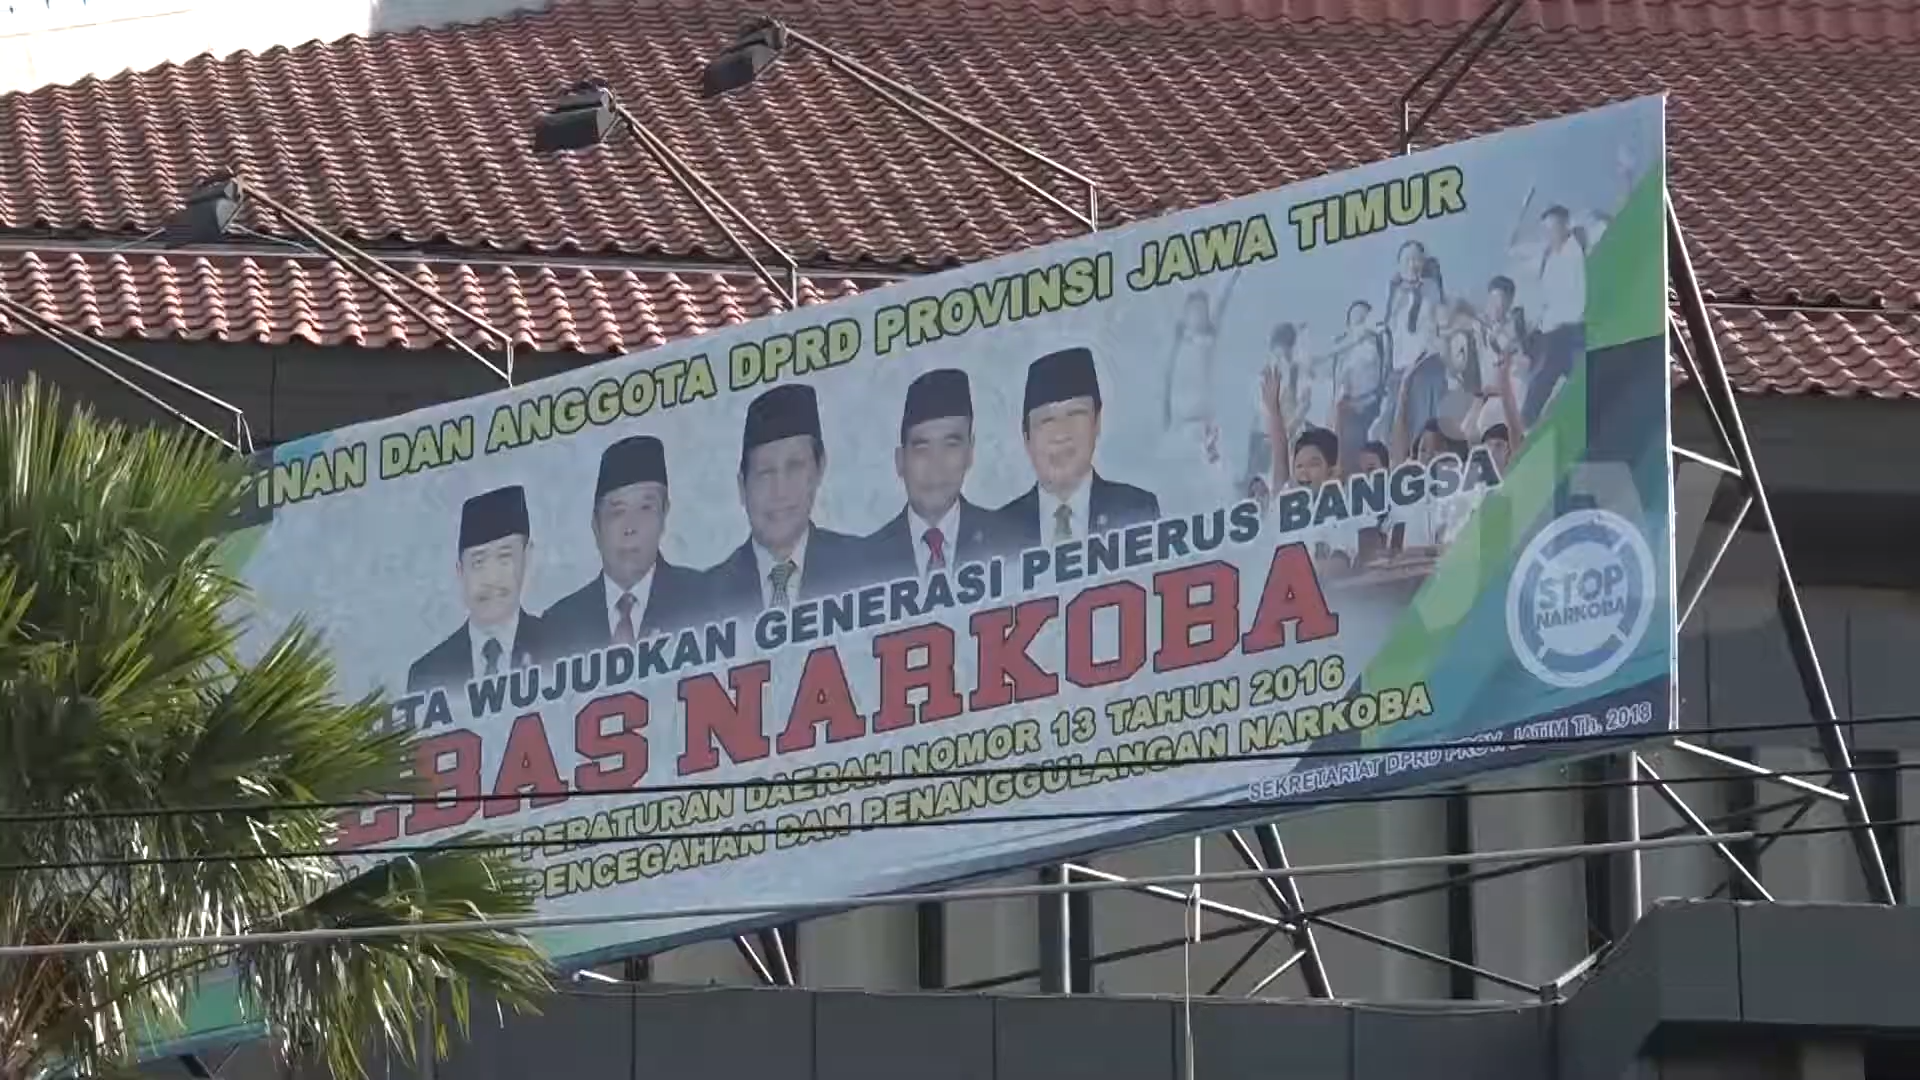 DAN ANGGOTA DPRD PROVINSI JAWA TIMUR
WUJUDKAN GENERASI PENERUS BANGSA
BAS NARKOBA
PERATURAN DAERAH NOMOR 13 TAHUN 2016
PENCEGAHAN DAN PENANGGULANGAN NARKOBA
STOP
NARKOBA
SEKRETARIAT DPRD PROV. JATIM Th. 2018